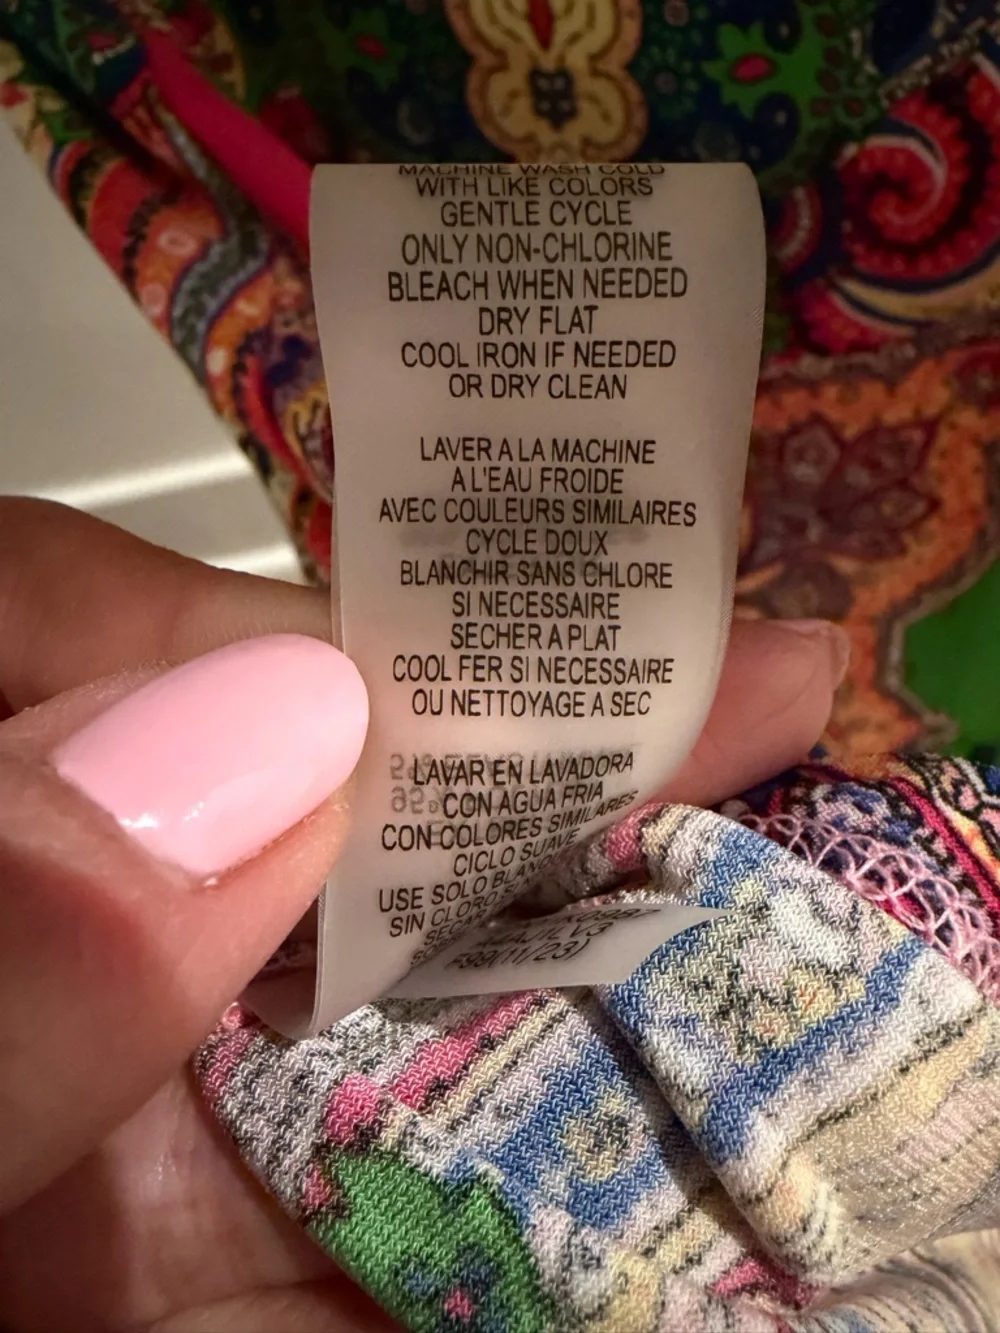 MACHINE WASH COLD
WITH LIKE COLORS
GENTLE CYCLE
ONLY NON-CHLORINE
BLEACH WHEN NEEDED
DRY FLAT
COOL IRON IF NEEDED
OR DRY CLEAN
LAVER A LA MACHINE
A L'EAU FROIDE
AVEC COULEURS SIMILAIRES
CYCLE DOUX
BLANCHIR SANS CHLORE
SI NECESSAIRE
SECHER A PLAT
COOL FER SI NECESSAIRE
OU NETTOYAGE A SEC
LAVAR EN LAVADORA
CON AGUA FRIA
CON COLORES SIMILARES
CICLO SUAVE
USE SOLO
SIN CLORO